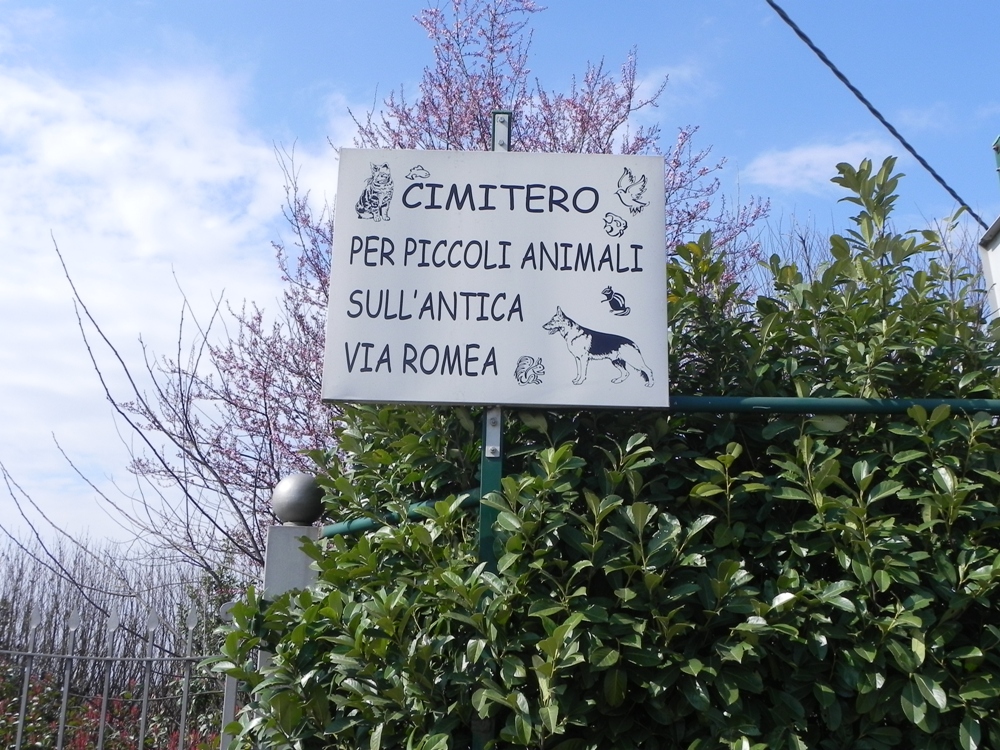 CIMITERO
PER PICCOLI ANIMALI
SULL'ANTICA
VIA ROMEA